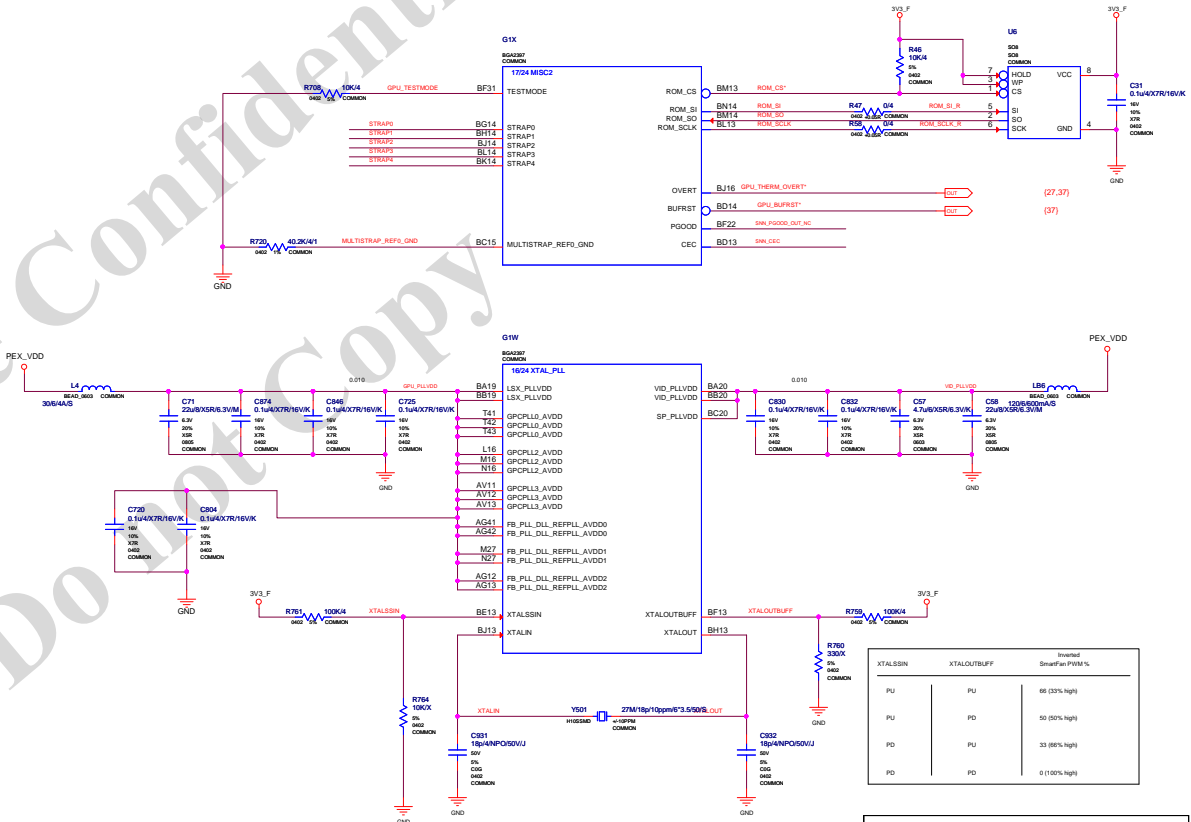 Confidenti
Do not Copy
3V3_F
3V3_F
G1X
BGA2397
COMMON
17/24 MISC2
R708 10K/4
0402 5% COMMON
GPU_TESTMODE
BF31
TESTMODE
STRAP0 BG14 STRAP0
STRAP1 BH14 STRAP1
STRAP2 BJ14 STRAP2
STRAP3 BL14 STRAP3
STRAP4 BK14 STRAP4
R720 40.2K/4/1
0402 1% COMMON
MULTISTRAP_REF0_GND BC15 MULTISTRAP_REF0_GND
GND
ROM_CS BM13 ROM_CS*
ROM_SI BN14 ROM_SI
ROM_SO BM14 ROM_SO
ROM_SCLK BL13 ROM_SCLK
R46
10K/4
5%
0402
COMMON
R47 0/4
0402 COMMON
ROM_SI_R
R58 0/4
0402 COMMON
ROM_SCLK_R
U6
SO8
SO8
COMMON
7 HOLD
3 WP
1 CS
5 SI
2 SO
6 SCK
VCC 8
GND 4
C31
0.1u/4/X7R/16V/K
16V
10%
X7R
0402
COMMON
GND
OVERT BJ16 GPU_THERM_OVERT* OUT {27,37}
BUFRST BD14 GPU_BUFRST* OUT {37}
PGOOD BF22 SNN_PGOOD_OUT_NC
CEC BD13 SNN_CEC
G1W
BGA2397
COMMON
16/24 XTAL_PLL
PEX_VDD
L4
BEAD_0603 COMMON
30/6/4A/S
0.010
GPU_PLLVDD
C71
22u/8/X5R/6.3V/M
6.3V
20%
X5R
0805
COMMON
C874
0.1u/4/X7R/16V/K
16V
10%
X7R
0402
COMMON
C846
0.1u/4/X7R/16V/K
16V
10%
X7R
0402
COMMON
C725
0.1u/4/X7R/16V/K
16V
10%
X7R
0402
COMMON
GND
C720
0.1u/4/X7R/16V/K
16V
10%
X7R
0402
COMMON
C804
0.1u/4/X7R/16V/K
16V
10%
X7R
0402
COMMON
GND
BA19 LSX_PLLVDD
BB19 LSX_PLLVDD
T41 GPCPLL0_AVDD
T42 GPCPLL0_AVDD
T43 GPCPLL0_AVDD
L16 GPCPLL2_AVDD
M16 GPCPLL2_AVDD
N16 GPCPLL2_AVDD
AV11 GPCPLL3_AVDD
AV12 GPCPLL3_AVDD
AV13 GPCPLL3_AVDD
AG41 FB_PLL_DLL_REFPLL_AVDD0
AG42 FB_PLL_DLL_REFPLL_AVDD0
M27 FB_PLL_DLL_REFPLL_AVDD1
N27 FB_PLL_DLL_REFPLL_AVDD1
AG12 FB_PLL_DLL_REFPLL_AVDD2
AG13 FB_PLL_DLL_REFPLL_AVDD2
BE13 XTALSSIN
BJ13 XTALIN
VID_PLLVDD BA20
VID_PLLVDD BB20
SP_PLLVDD BC20
XTALOUTBUFF BF13 XTALOUTBUFF
XTALOUT BH13
0.010
VID_PLLVDD
PEX_VDD
LB6
BEAD_0603 COMMON
120/6/600mA/S
C830
0.1u/4/X7R/16V/K
16V
10%
X7R
0402
COMMON
C832
0.1u/4/X7R/16V/K
16V
10%
X7R
0402
COMMON
C57
4.7u/6/X5R/6.3V/K
6.3V
20%
X5R
0603
COMMON
C58
22u/8/X5R/6.3V/M
6.3V
20%
X5R
0805
COMMON
GND
3V3_F
R761 100K/4
0402 5% COMMON
XTALSSIN
R764
10K/X
5%
0402
COMMON
GND
3V3_F
R759 100K/4
0402 5% COMMON
R760
330/X
5%
0402
COMMON
GND
XTALIN
Y501
H10SSMD
27M/18p/10ppm/6*3.5/50/S
+/-10PPM
COMMON
C931
18p/4/NPO/50V/J
50V
5%
C0G
0402
COMMON
GND
C932
18p/4/NPO/50V/J
50V
5%
C0G
0402
COMMON
GND
XTALSSIN XTALOUTBUFF Inverted SmartFan PWM %
PU PU 66 (33% high)
PU PD 50 (50% high)
PD PU 33 (66% high)
PD PD 0 (100% high)